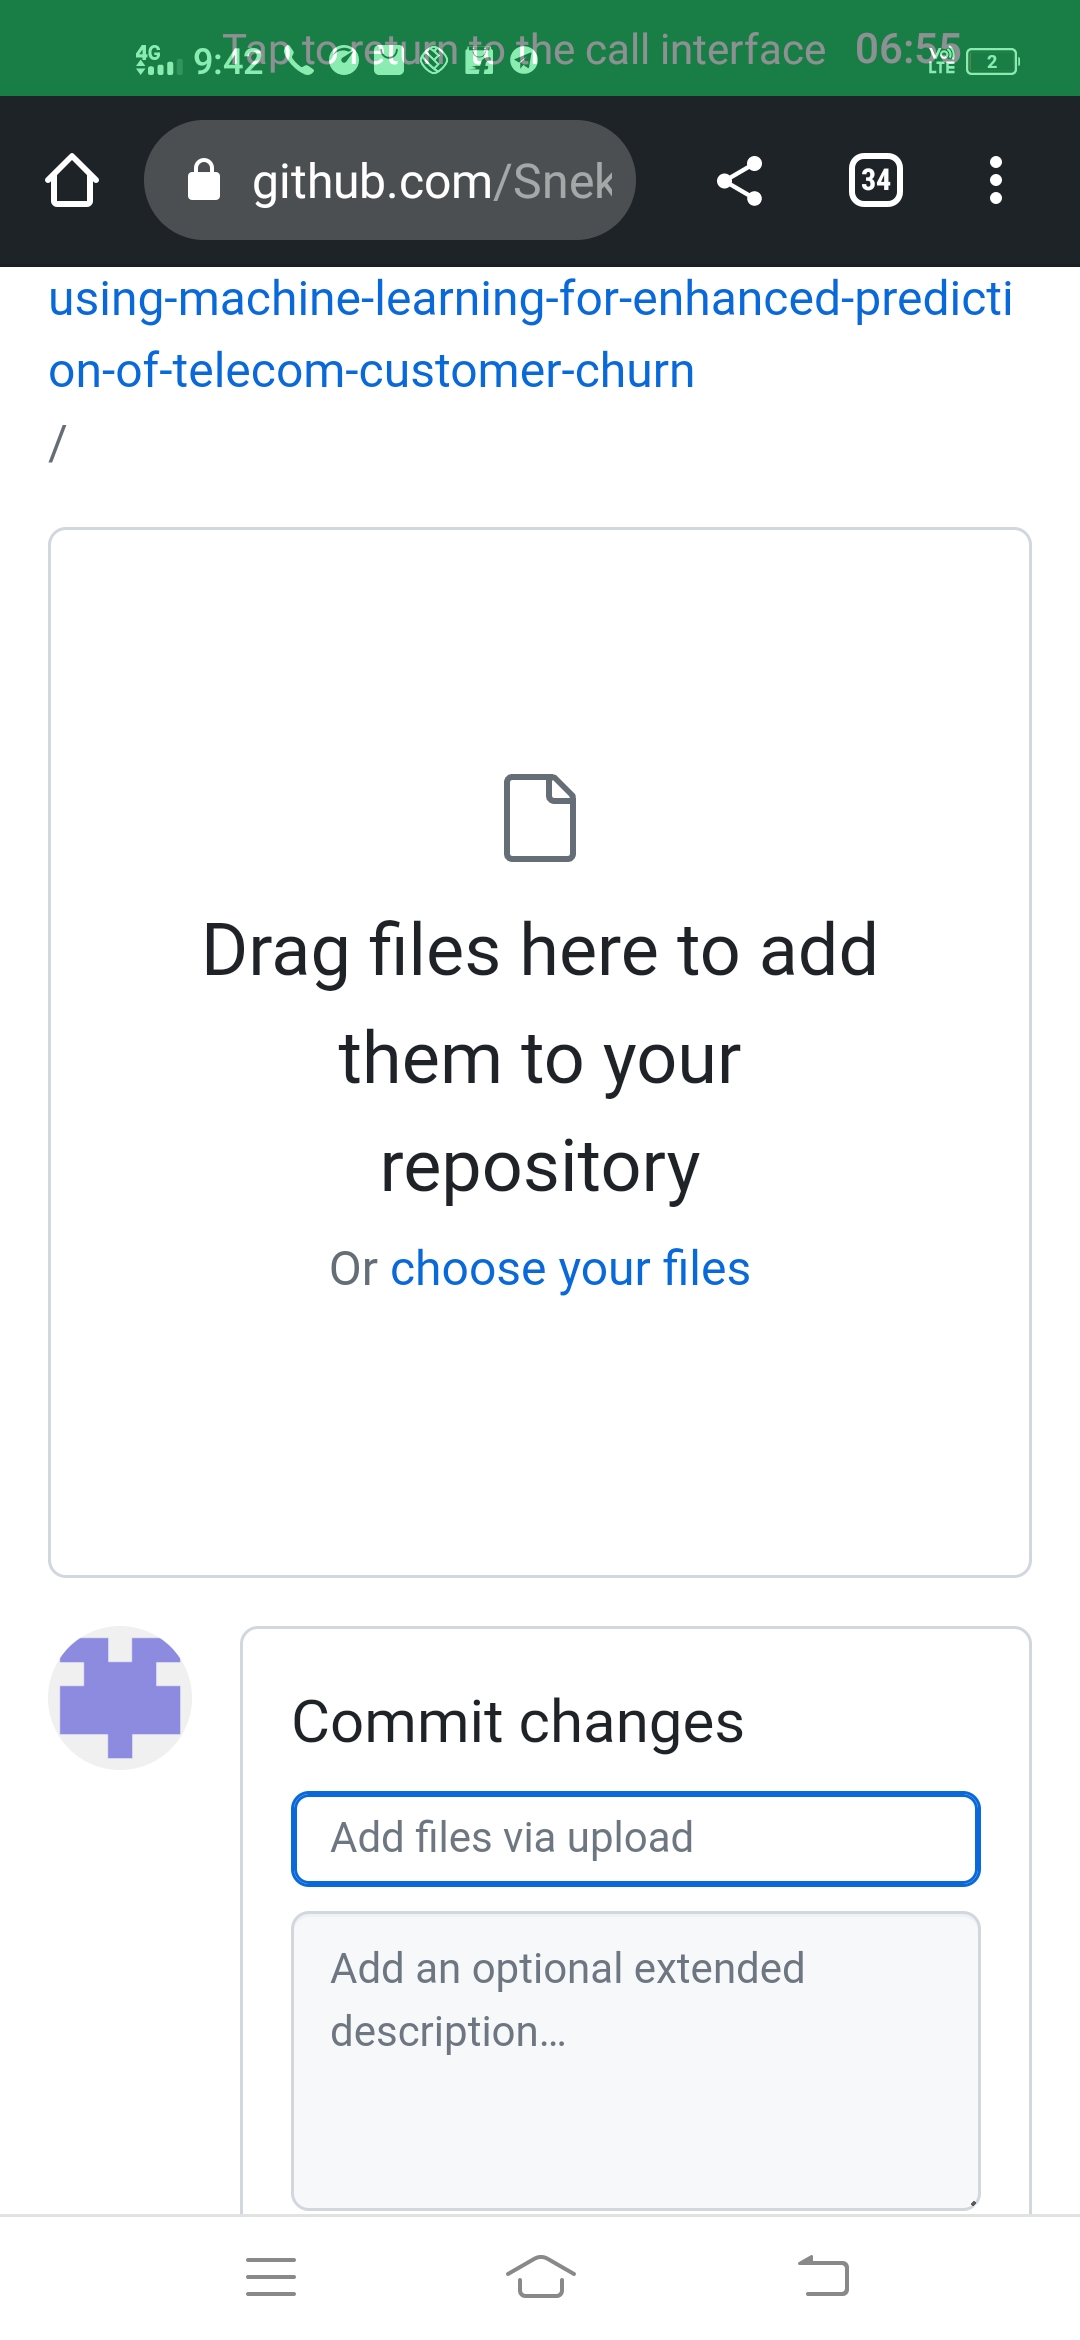 Tap to return to the call interface 06:55
4G 9:42 Vo) LTE 2
github.com/Snek
34
using-machine-learning-for-enhanced-predicti
on-of-telecom-customer-churn
/
Drag files here to add
them to your
repository
Or choose your files
Commit changes
Add files via upload
Add an optional extended
description...